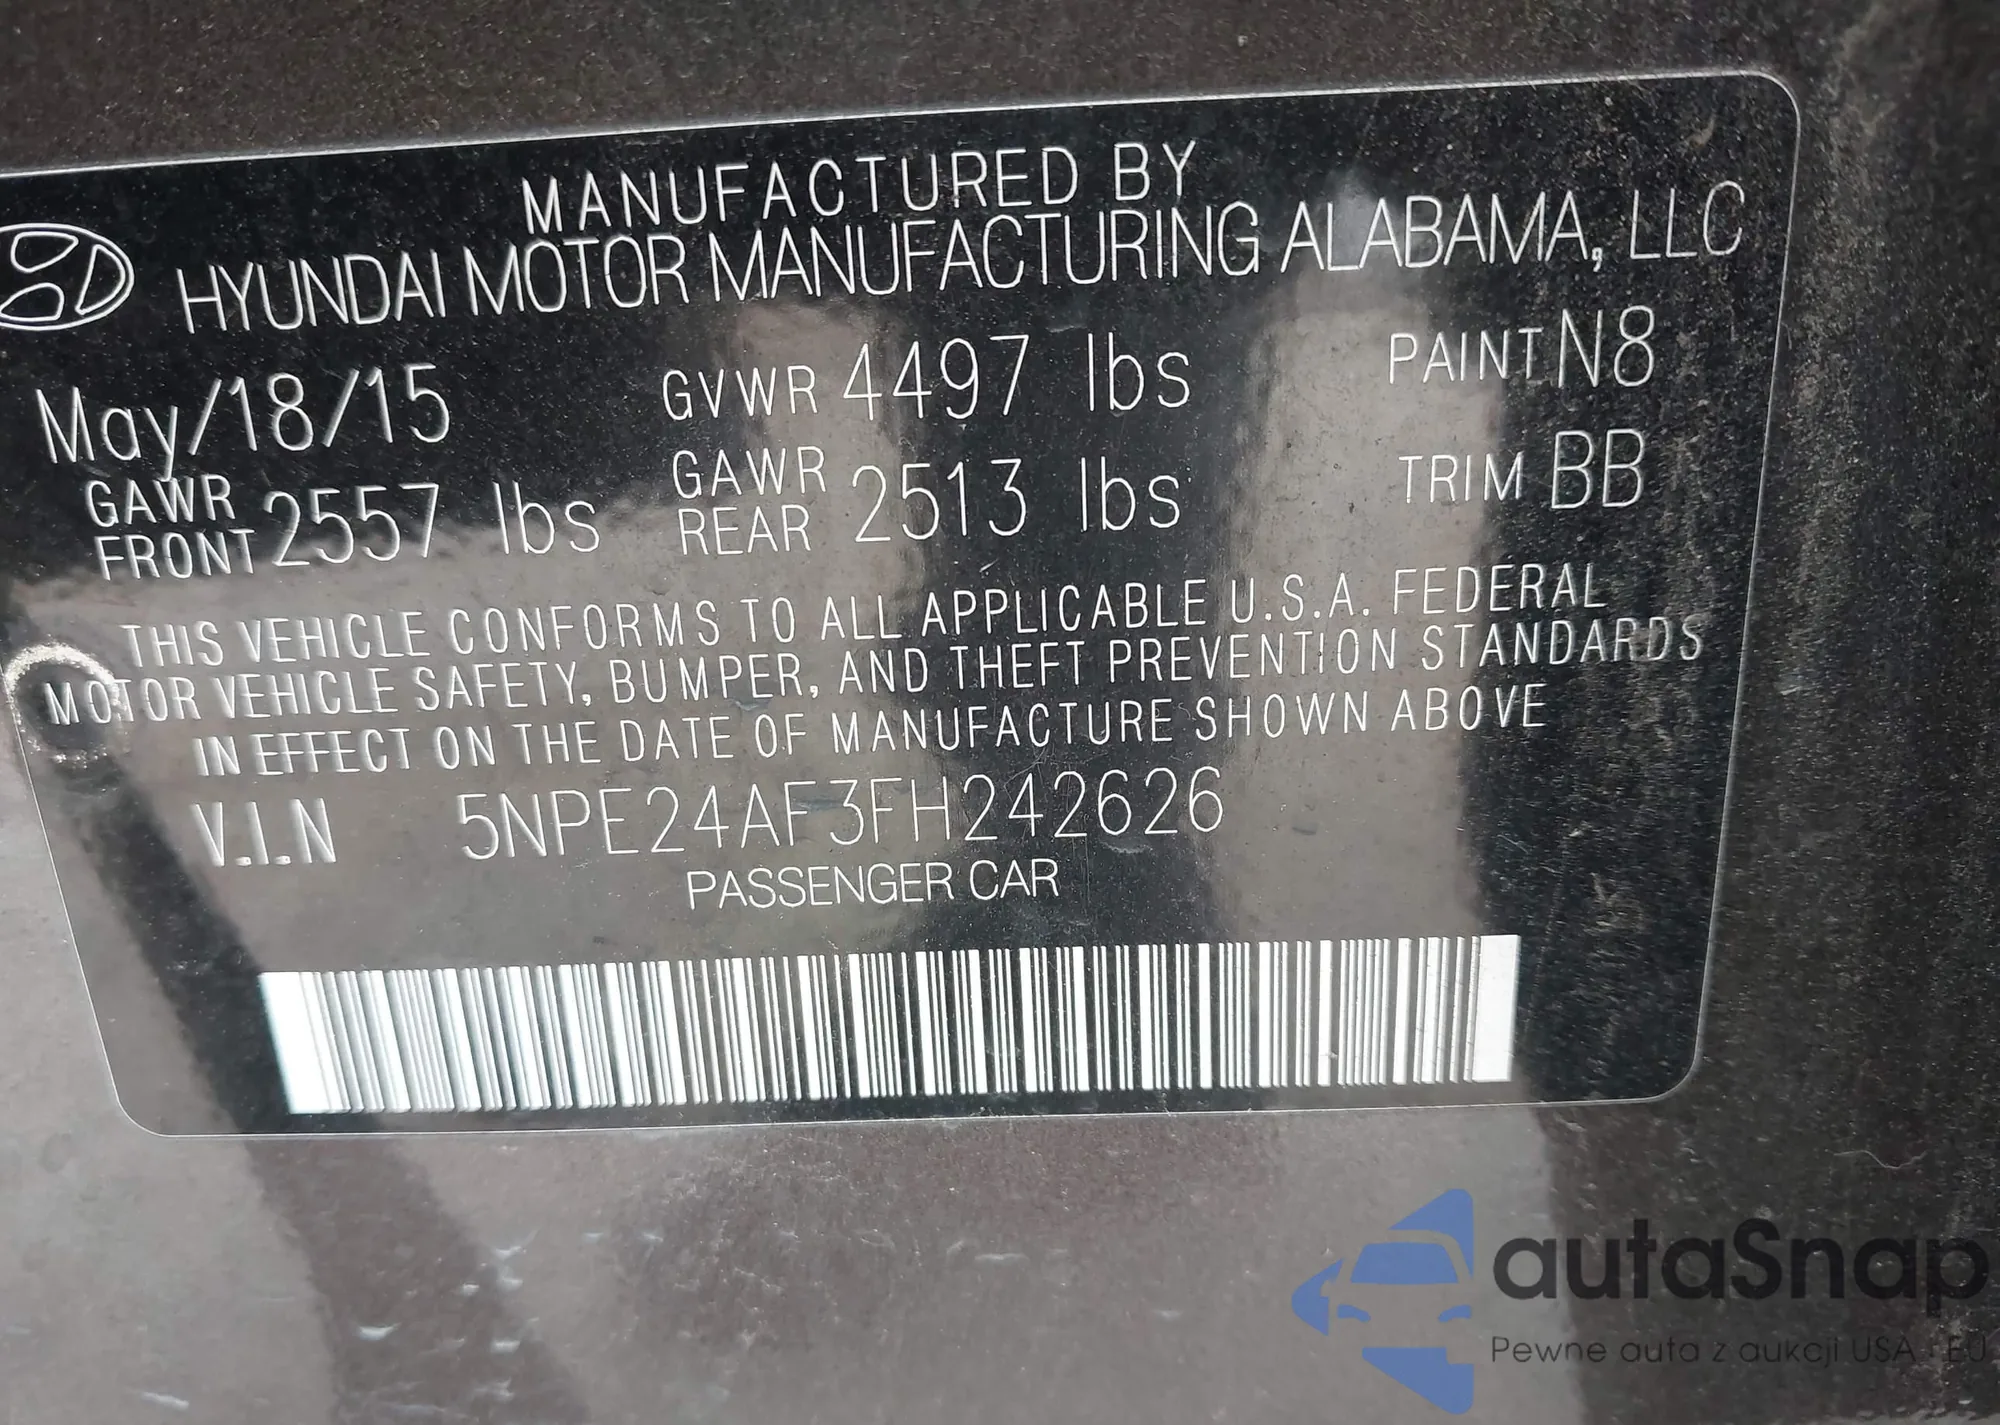 MANUFACTURED BY
HYUNDAI MOTOR MANUFACTURING ALABAMA, LLC
May/18/15 GVWR 4497 lbs PAINT N8
GAWR FRONT 2557 lbs GAWR REAR 2513 lbs TRIM BB
THIS VEHICLE CONFORMS TO ALL APPLICABLE U.S.A. FEDERAL
MOTOR VEHICLE SAFETY, BUMPER, AND THEFT PREVENTION STANDARDS
IN EFFECT ON THE DATE OF MANUFACTURE SHOWN ABOVE
V.I.N 5NPE24AF3FH242626
PASSENGER CAR
autaSnap
Pewne auta z aukcji USA i EU